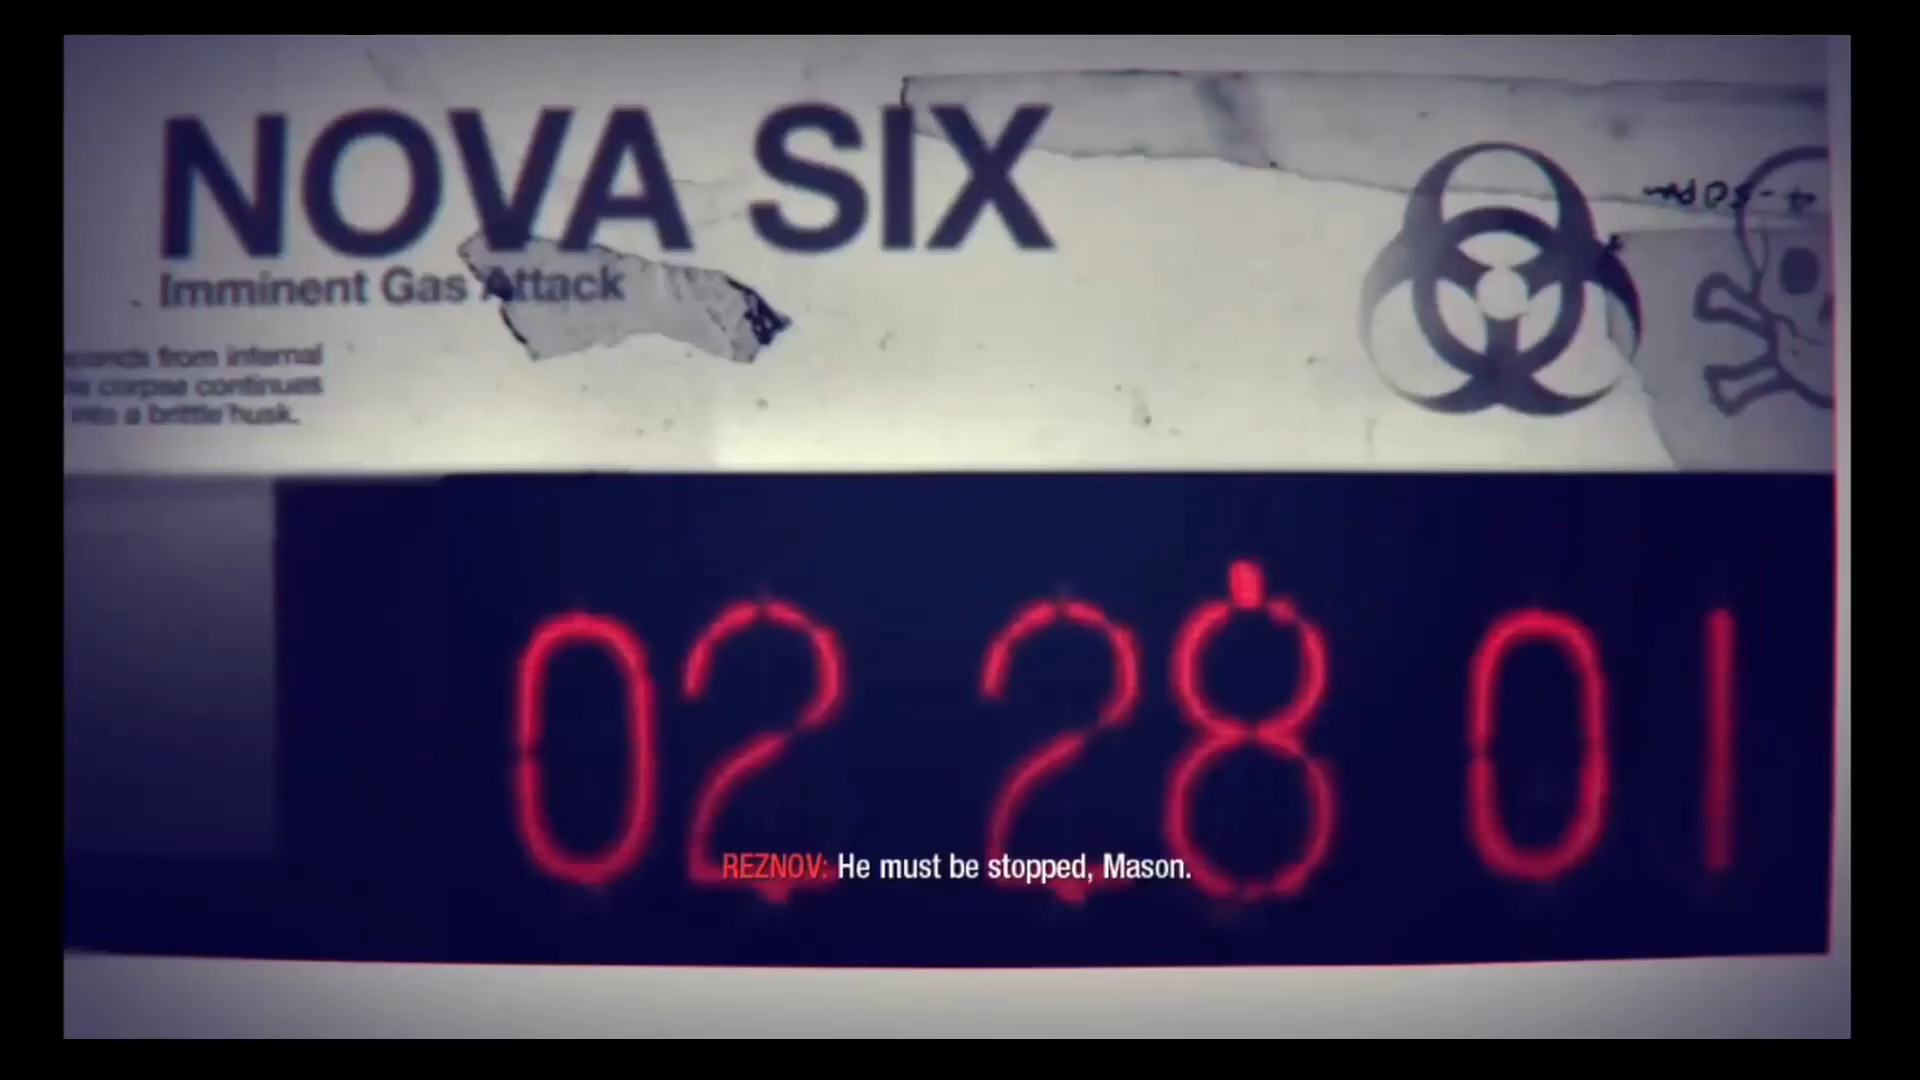 NOVA SIX
Imminent Gas Attack
from internal
corpse continues
into a brittle husk.
02 28 01
REZNOV: He must be stopped, Mason.